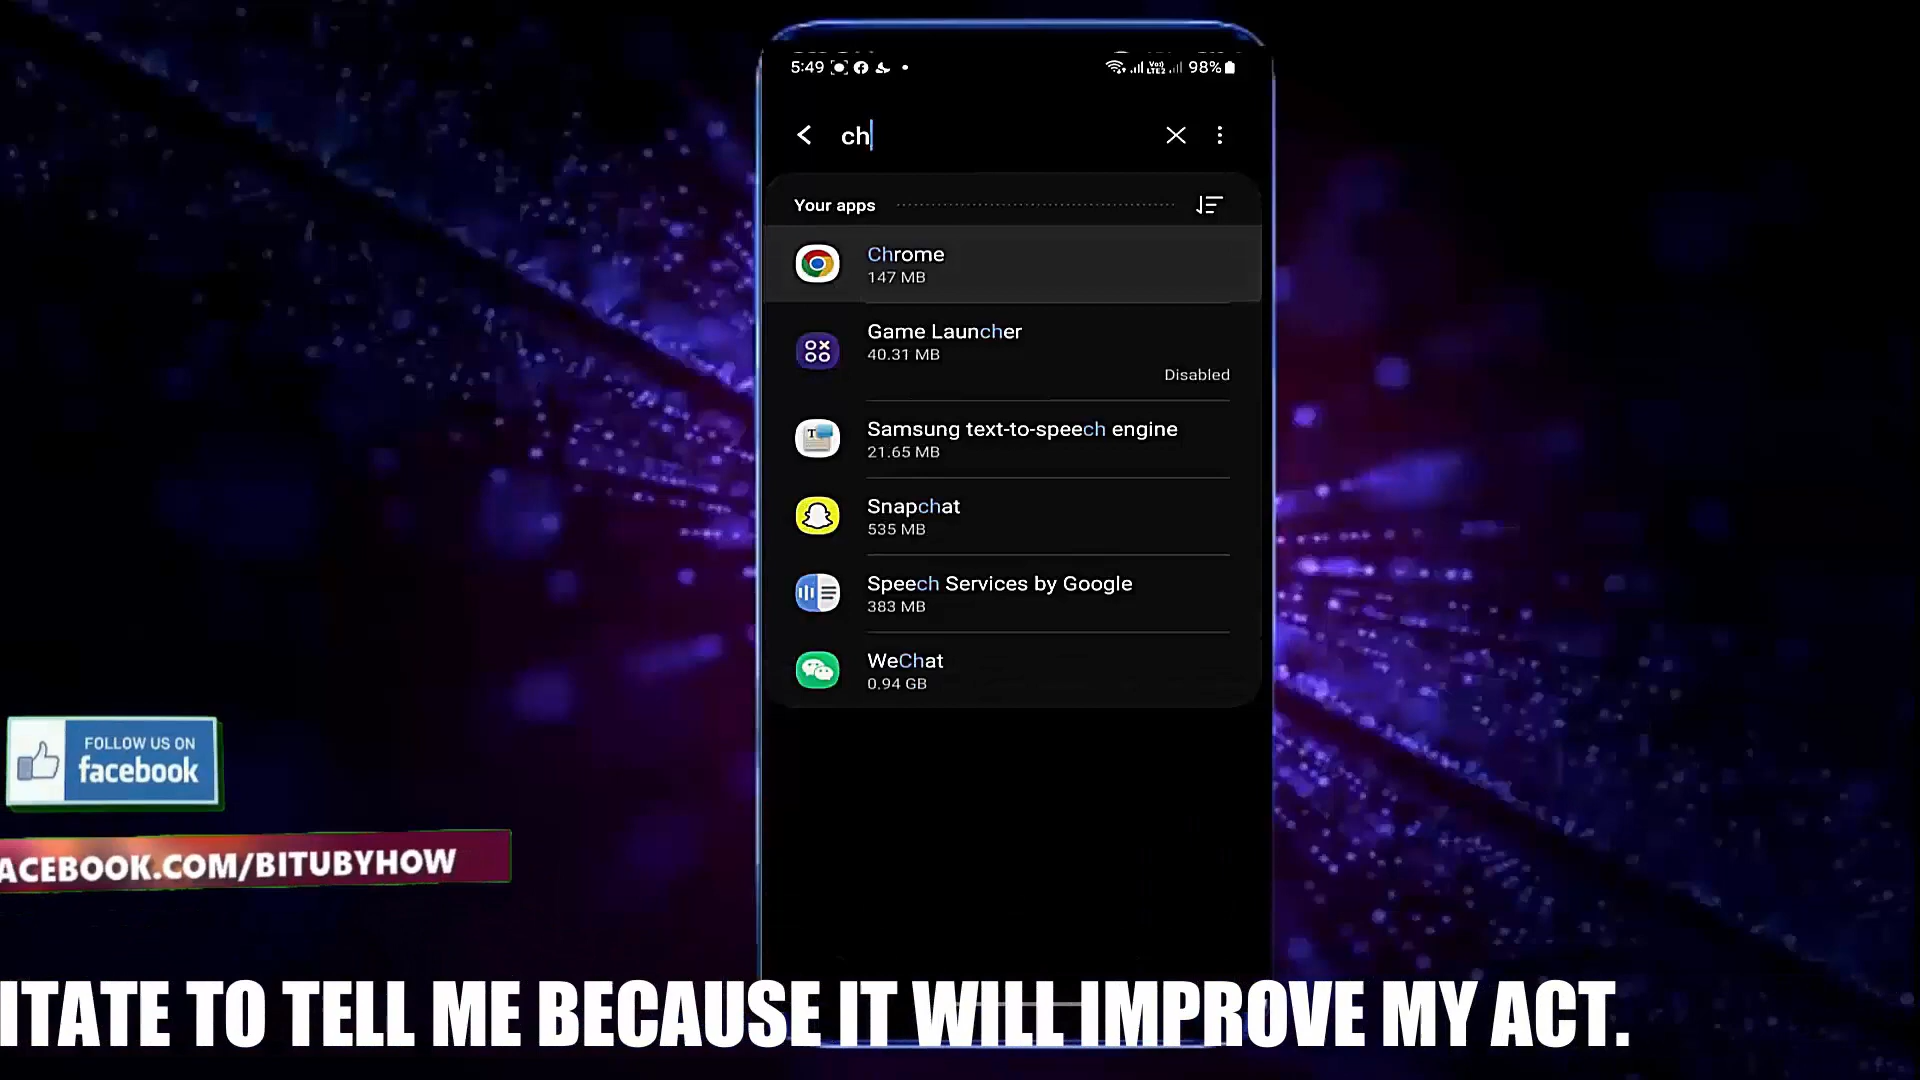 5:49
98%
ch
Your apps
Chrome
147 MB
Game Launcher
40.31 MB
Disabled
Samsung text-to-speech engine
21.65 MB
Snapchat
535 MB
Speech Services by Google
383 MB
WeChat
0.94 GB
FOLLOW US ON
facebook
ACEBOOK.COM/BITUBYHOW
ITATE TO TELL ME BECAUSE IT WILL IMPROVE MY ACT.